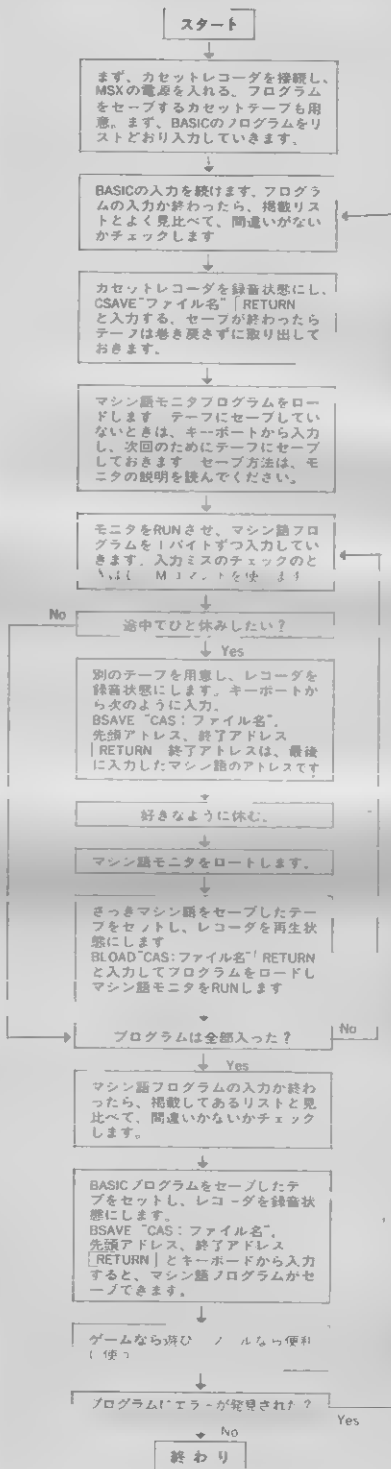 スタート
まず、カセットレコーダを接続し、
MSXの電源を入れる。プログラム
をセーブするカセットテープも用
意。まず、BASICのプログラムをリ
ストどおり入力していきます。
BASICの入力を続けます。プログラ
ムの入力か終わったら、掲載リスト
とよく見比べて、間違いがない
かチェックします
カセットレコーダを録音状態にし、
CSAVE"ファイル名" RETURN
と入力する。セーブが終わったら
テープは巻き戻さずに取り出して
おきます。
マシン語モニタプログラムをロー
ドします テープにセーブしてい
ないときは、キーボートから入力
し、次回のためにテープにセーブ
しておきます セーブ方法は、モ
ニタの説明を読んでください。
モニタをRUNさせ、マシン語プロ
グラムを1バイトずつ入力してい
きます。入力ミスのチェックのと
Mコマントを使 ます
No
途中でひと休みしたい?
Yes
別のテープを用意し、レコーダを
録音状態にします。キーボートか
ら次のように入力。
BSAVE "CAS:ファイル名",
先頭アトレス、終了アドレス
RETURN 終了アトレスは、最後
に入力したマシン語のアトレスです
好きなように休む。
マシン語モニタをロートします。
さっきマシン語をセーブしたテー
プをセットし、レコーダを再生状
態にします
BLOAD"CAS:ファイル名" RETURN
と入力してプログラムをロードし
マシン語モニタをRUNします
プログラムは全部入った?
No
Yes
マシン語プログラムの入力か終わ
ったら、掲載してあるリストと見
比べて、間違いかないかチェック
します。
BASICプログラムをセーブしたテ
プをセットし、レコーダを録音状
態にします。
BSAVE "CAS:ファイル名",
先頭アドレス、終了アドレス
RETURN とキーボードから入力
すると、マシン語プログラムかセ
ーブできます。
ゲームなら遊び ールなら便利
に使う
プログラムにエラーが発見された?
Yes
No
終わり